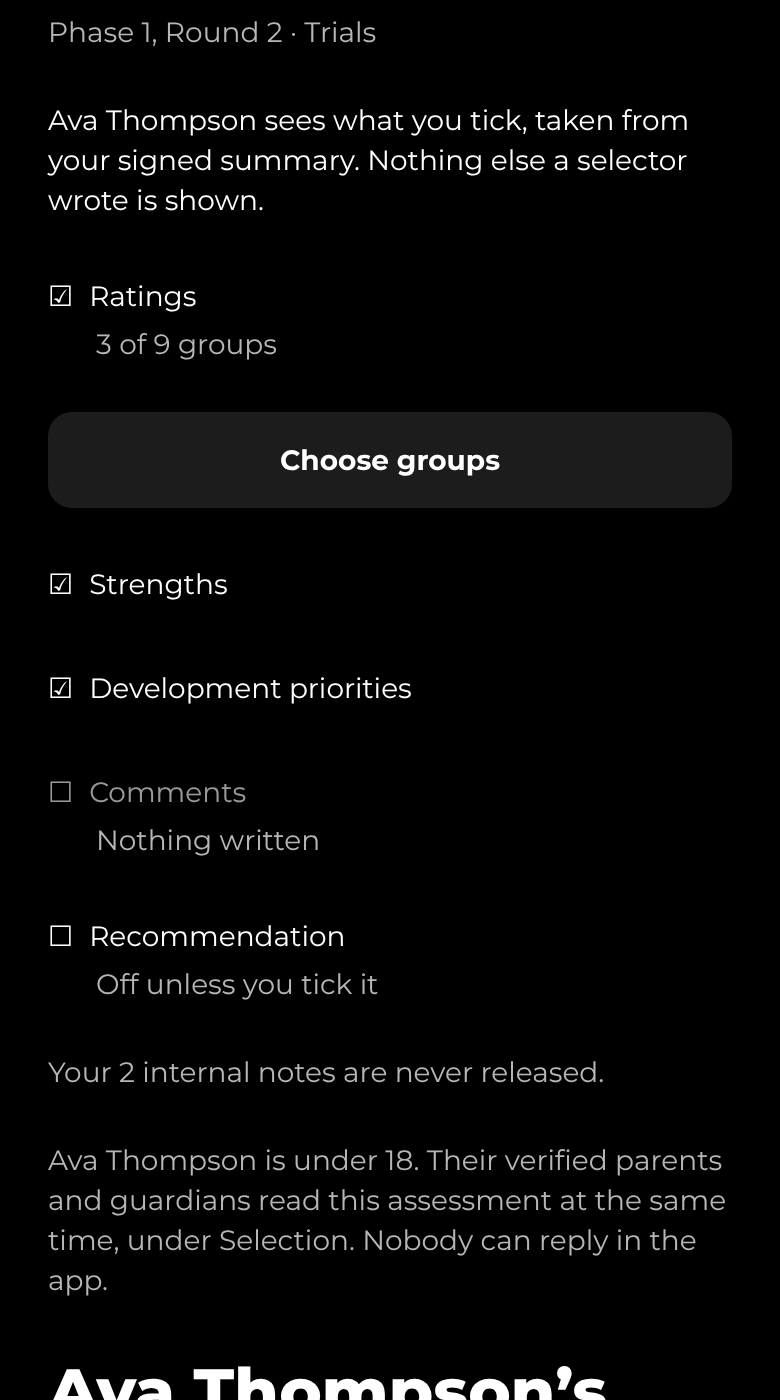 Phase 1, Round 2 · Trials
Ava Thompson sees what you tick, taken from
your signed summary. Nothing else a selector
wrote is shown.
☑ Ratings
3 of 9 groups
Choose groups
☑ Strengths
☑ Development priorities
☐ Comments
Nothing written
☐ Recommendation
Off unless you tick it
Your 2 internal notes are never released.
Ava Thompson is under 18. Their verified parents
and guardians read this assessment at the same
time, under Selection. Nobody can reply in the
app.
Ava Thompson’s